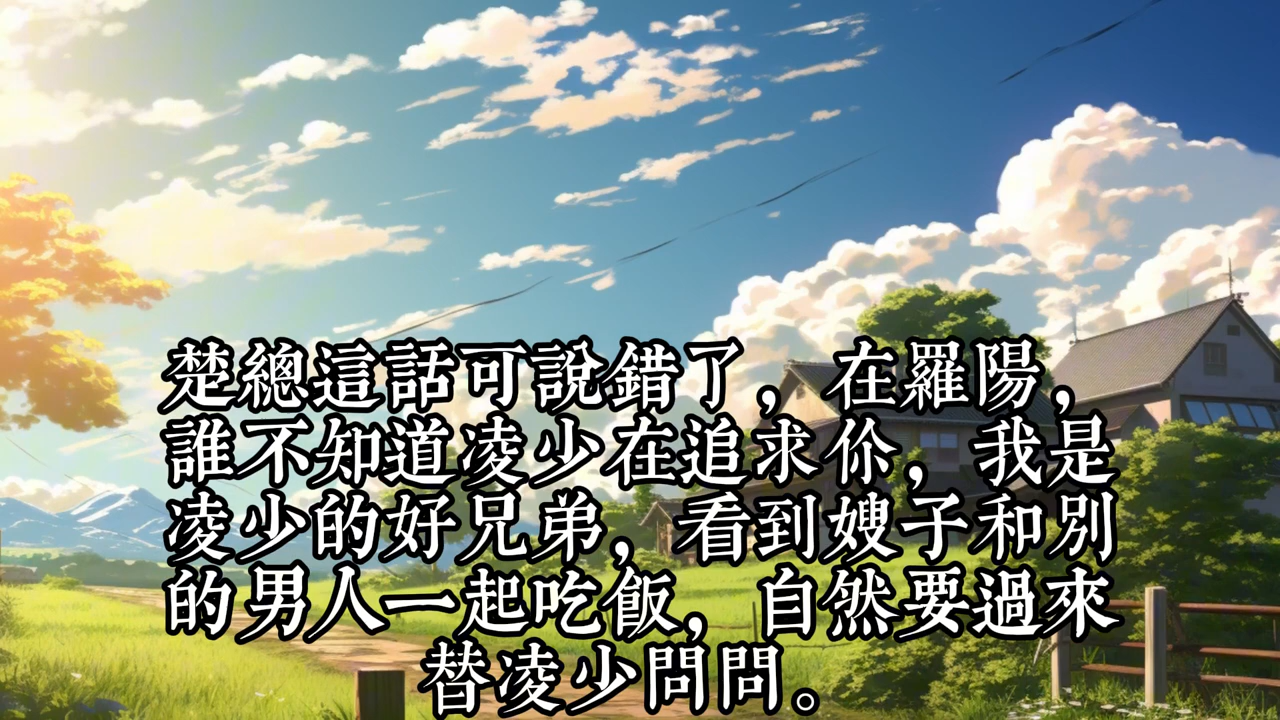 楚總這話可說錯了，在羅陽，
誰不知道凌少在追求伱，我是
凌少的好兄弟，看到嫂子和別
的男人一起吃飯，自然要過來
替凌少問問。